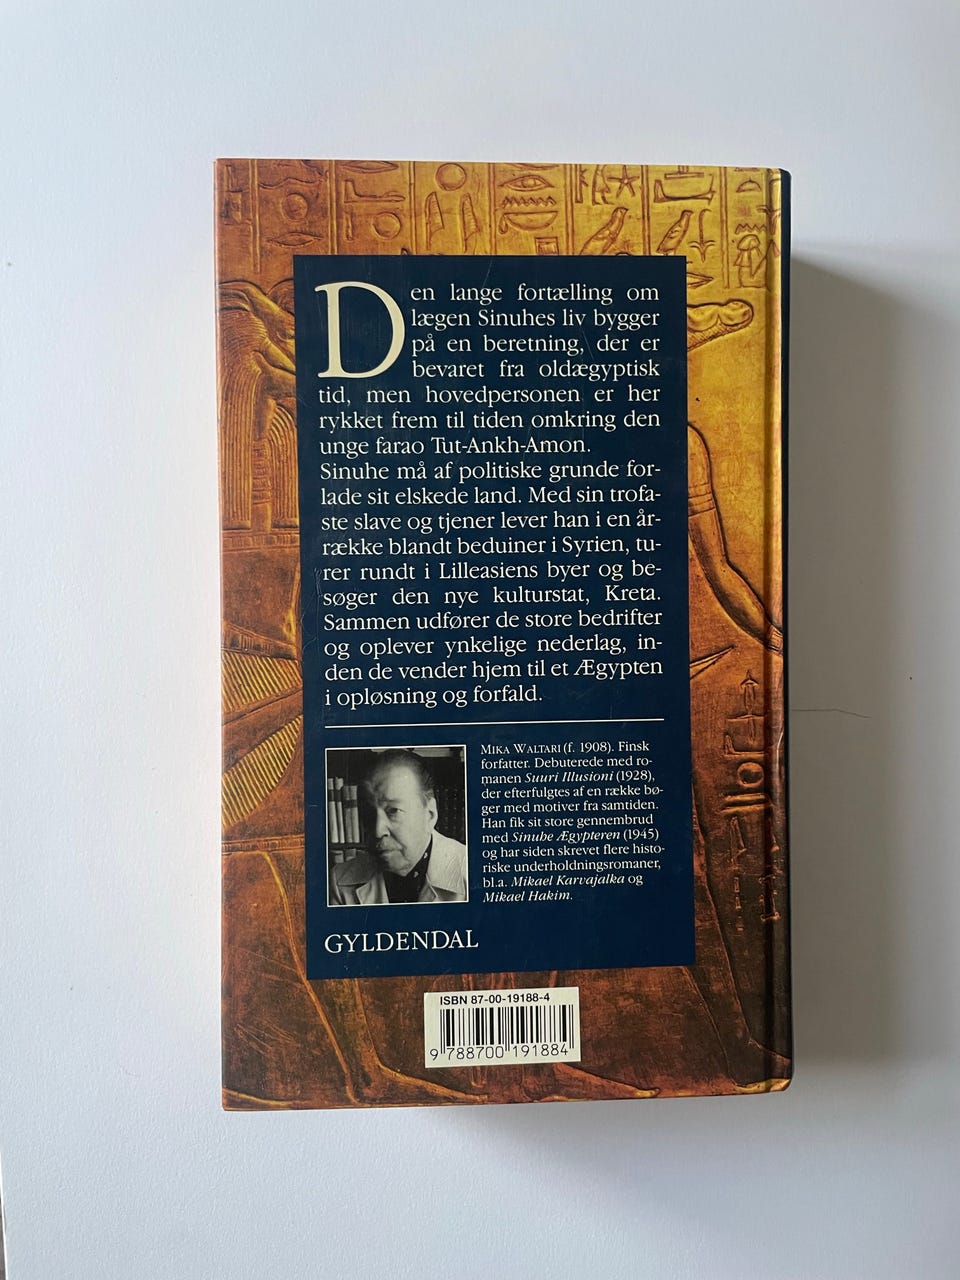 Den lange fortælling om
lægen Sinuhes liv bygger
på en beretning, der er
bevaret fra oldægyptisk
tid, men hovedpersonen er her
rykket frem til tiden omkring den
unge farao Tut-Ankh-Amon.
Sinuhe må af politiske grunde for-
lade sit elskede land. Med sin trofa-
ste slave og tjener lever han i en år-
række blandt beduiner i Syrien, tu-
rer rundt i Lilleasiens byer og be-
søger den nye kulturstat, Kreta.
Sammen udfører de store bedrifter
og oplever ynkelige nederlag, in-
den de vender hjem til et Ægypten
i opløsning og forfald.
MIKA WALTARI (f. 1908). Finsk
forfatter. Debuterede med ro-
manen Suuri Illusioni (1928),
der efterfulgtes af en række bø-
ger med motiver fra samtiden.
Han fik sit store gennembrud
med Sinuhe Ægypteren (1945)
og har siden skrevet flere histo-
riske underholdningsromaner,
bl.a. Mikael Karvajalka og
Mikael Hakim.
GYLDENDAL
ISBN 87-00-19188-4
9 788700 191884